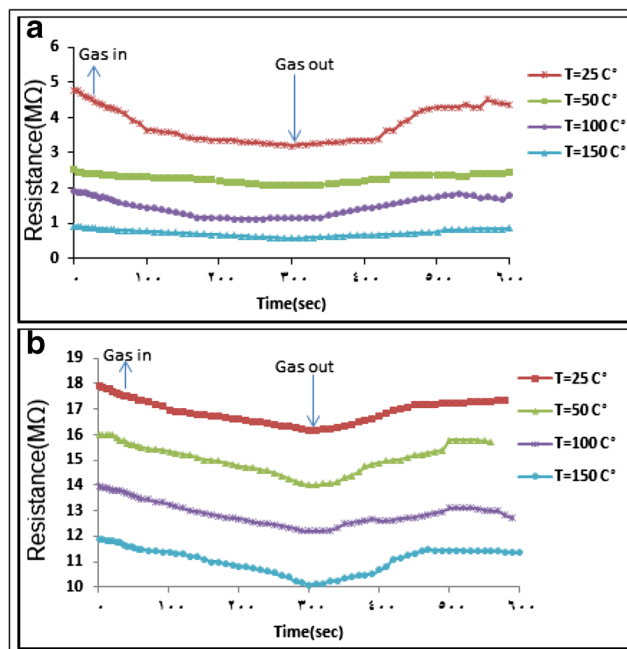 a
Gas in
Gas out
Resistance(MΩ)
6
5
4
3
2
1
0
٠ ١٠٠ ٢٠٠ ٣٠٠ ٤٠٠ ٥٠٠ ٦٠٠
Time(sec)
T=25 C°
T=50 C°
T=100 C°
T=150 C°
b
Gas in
Gas out
Resistance(MΩ)
19
18
17
16
15
14
13
12
11
10
٠ ١٠٠ ٢٠٠ ٣٠٠ ٤٠٠ ٥٠٠ ٦٠٠
Time(sec)
T=25 C°
T=50 C°
T=100 C°
T=150 C°